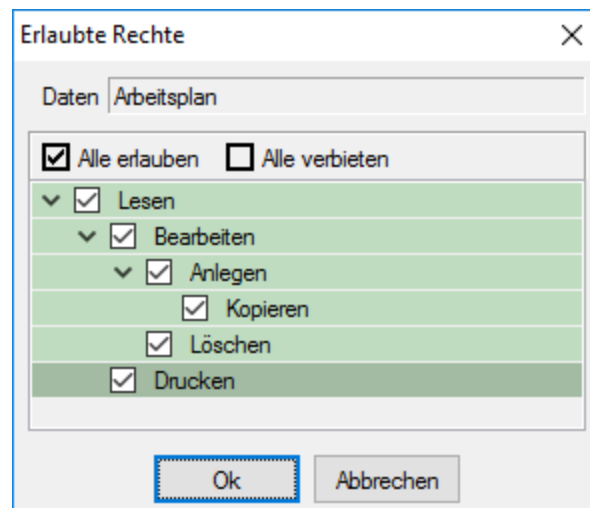 Erlaubte Rechte
Daten Arbeitsplan
Alle erlauben Alle verbieten
Lesen
Bearbeiten
Anlegen
Kopieren
Löschen
Drucken
Ok Abbrechen